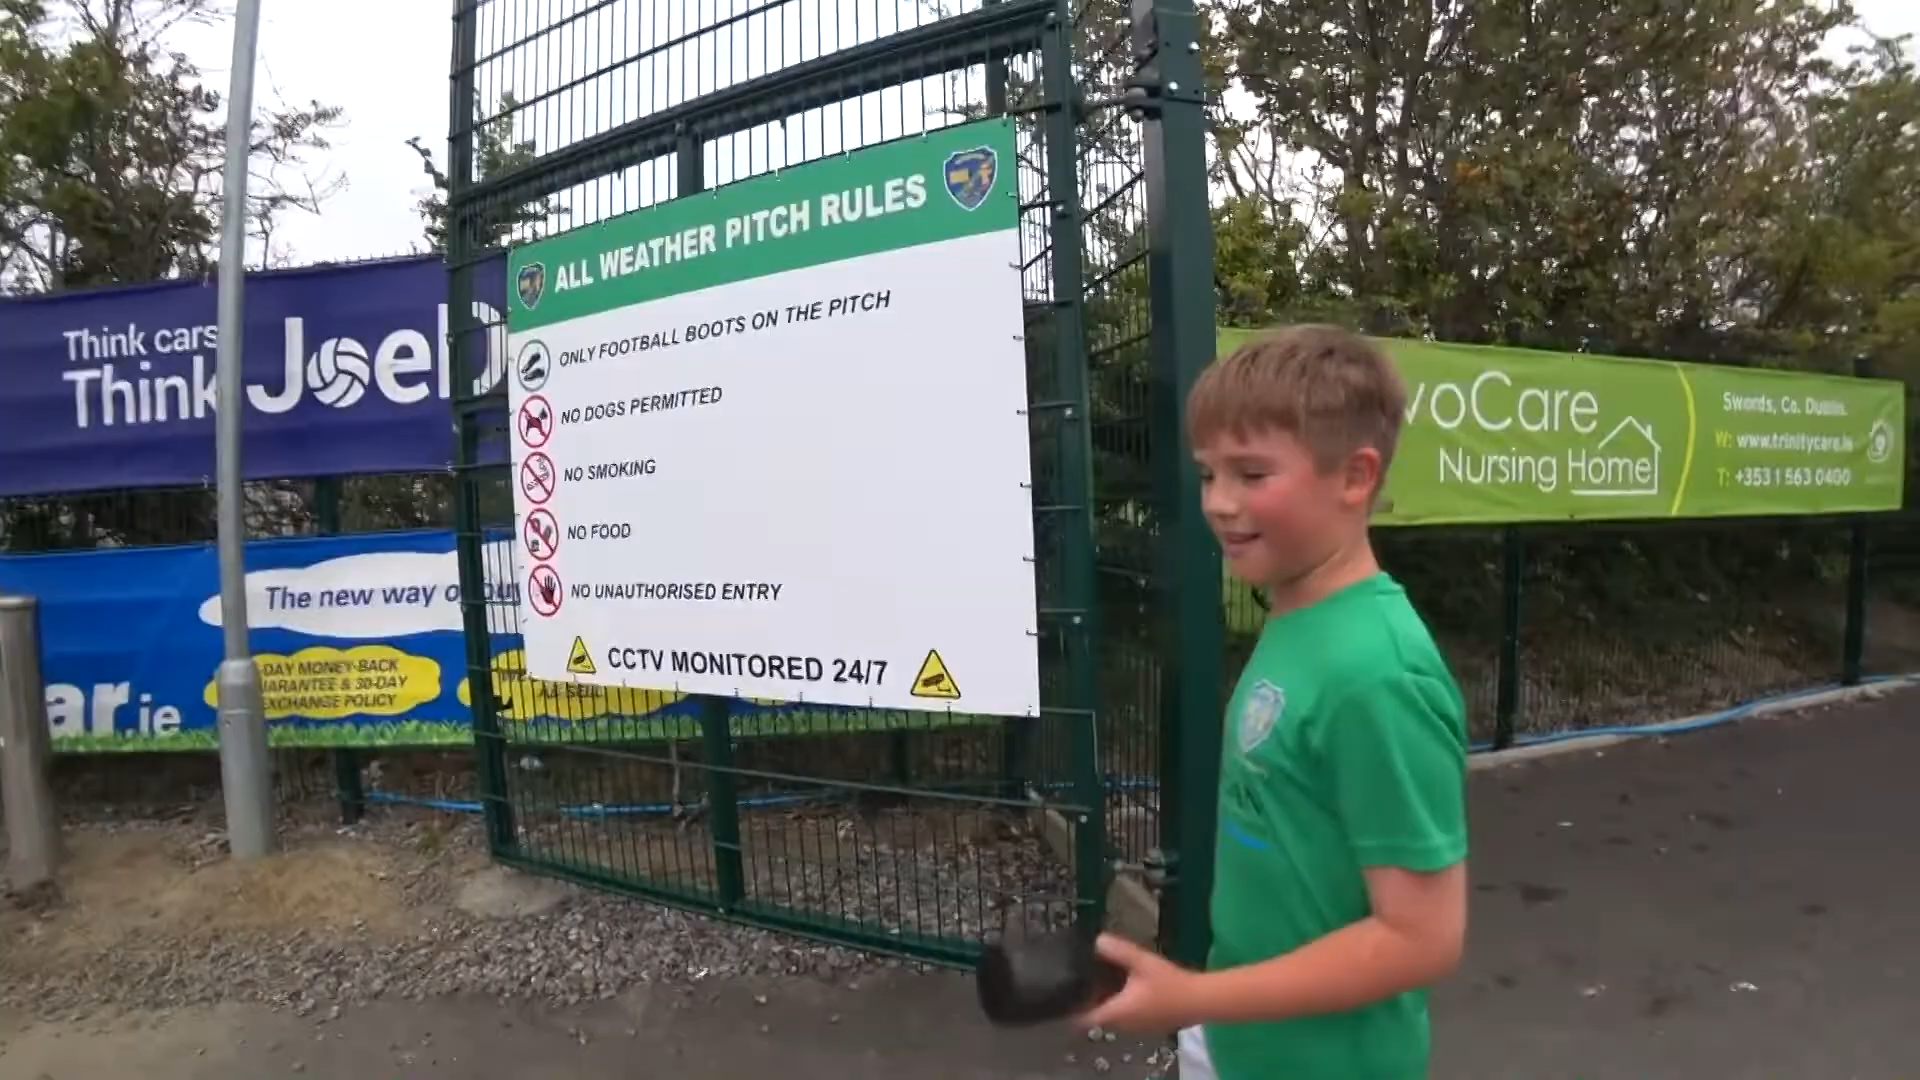 ALL WEATHER PITCH RULES
ONLY FOOTBALL BOOTS ON THE PITCH
NO DOGS PERMITTED
NO SMOKING
NO FOOD
NO UNAUTHORISED ENTRY
CCTV MONITORED 24/7
Think cars
Think JoeD
The new way o
-DAY MONEY-BACK
UARANTEE & 30-DAY
EXCHANGE POLICY
ar.ie
voCare
Nursing Home
Swords, Co. Dublin.
W: www.trinitycare.ie
T: +353 1 563 0400